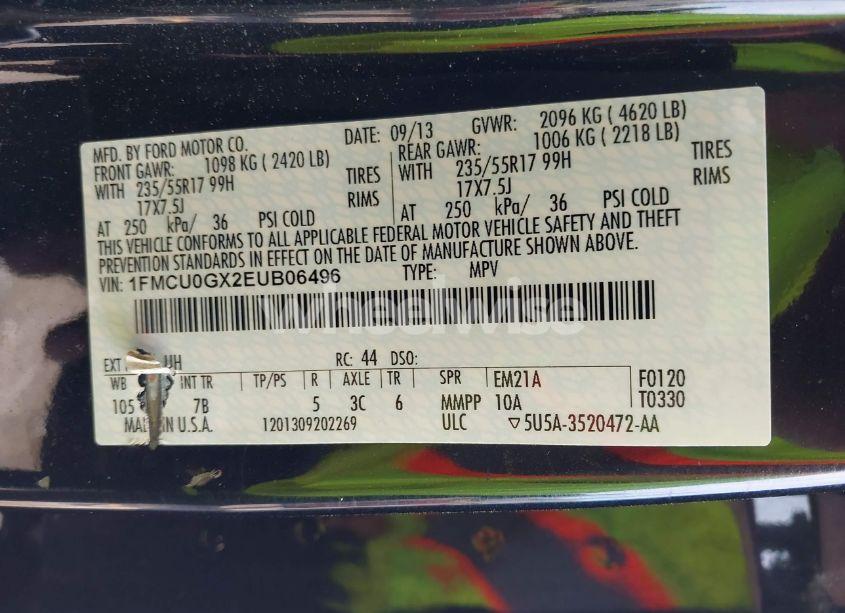 MFD. BY FORD MOTOR CO. DATE: 09/13 GVWR: 2096 KG ( 4620 LB)
FRONT GAWR: 1098 KG ( 2420 LB) REAR GAWR: 1006 KG ( 2218 LB)
WITH 235/55R17 99H TIRES WITH 235/55R17 99H TIRES
17X7.5J RIMS 17X7.5J RIMS
AT 250 kPa/ 36 PSI COLD AT 250 kPa/ 36 PSI COLD
THIS VEHICLE CONFORMS TO ALL APPLICABLE FEDERAL MOTOR VEHICLE SAFETY AND THEFT
PREVENTION STANDARDS IN EFFECT ON THE DATE OF MANUFACTURE SHOWN ABOVE.
VIN: 1FMCU0GX2EUB06496 TYPE: MPV
wheelwise
EXT UH RC: 44 DSO:
WB INT TR TP/PS R AXLE TR SPR EM21A F0120
105 7B 5 3C 6 MMPP 10A T0330
IN U.S.A. 1201309202269 ULC ▽5U5A-3520472-AA